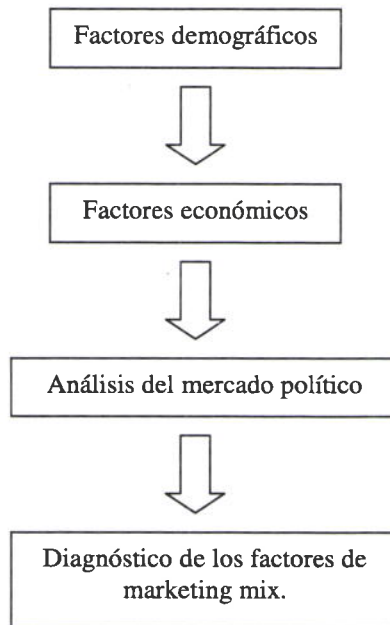 Factores demográficos
Factores económicos
Análisis del mercado político
Diagnóstico de los factores de
marketing mix.